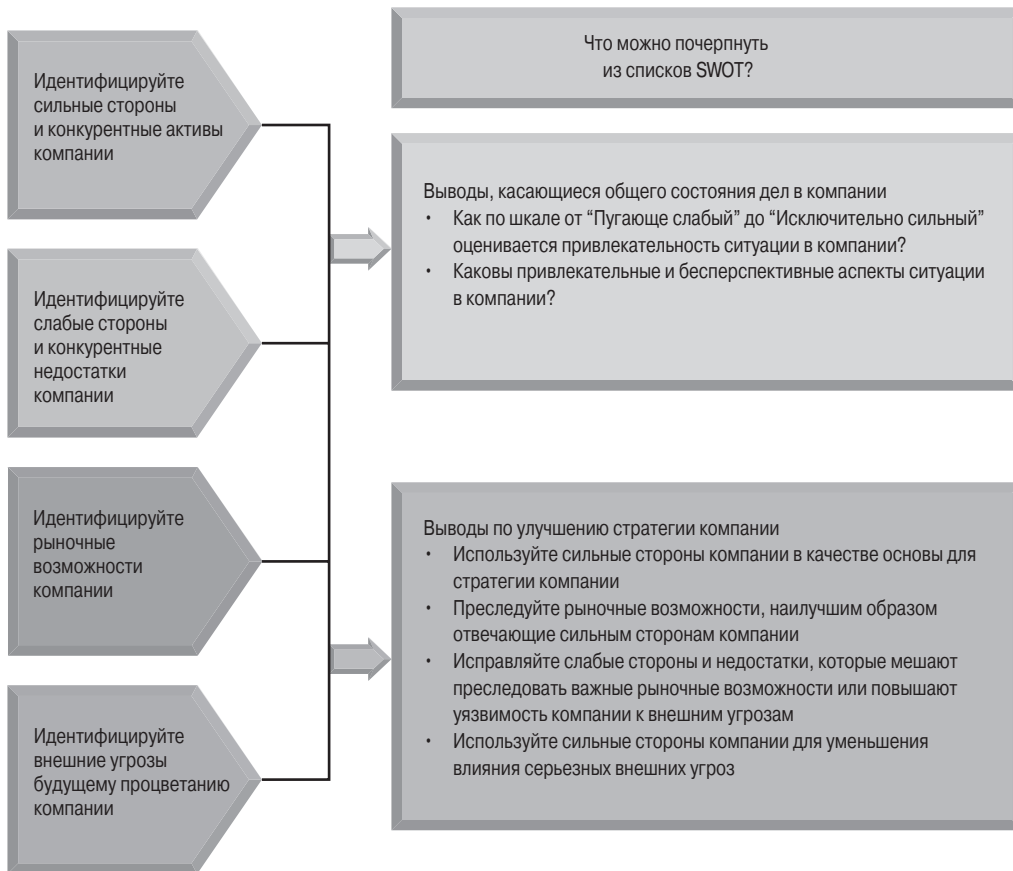 Идентифицируйте
сильные стороны
и конкурентные активы
компании
Идентифицируйте
слабые стороны
и конкурентные
недостатки
компании
Идентифицируйте
рыночные
возможности
компании
Идентифицируйте
внешние угрозы
будущему процветанию
компании
Что можно почерпнуть
из списков SWOT?
Выводы, касающиеся общего состояния дел в компании
• Как по шкале от “Пугающе слабый” до “Исключительно сильный”
оценивается привлекательность ситуации в компании?
• Каковы привлекательные и бесперспективные аспекты ситуации
в компании?
Выводы по улучшению стратегии компании
• Используйте сильные стороны компании в качестве основы для
стратегии компании
• Преследуйте рыночные возможности, наилучшим образом
отвечающие сильным сторонам компании
• Исправляйте слабые стороны и недостатки, которые мешают
преследовать важные рыночные возможности или повышают
уязвимость компании к внешним угрозам
• Используйте сильные стороны компании для уменьшения
влияния серьезных внешних угроз